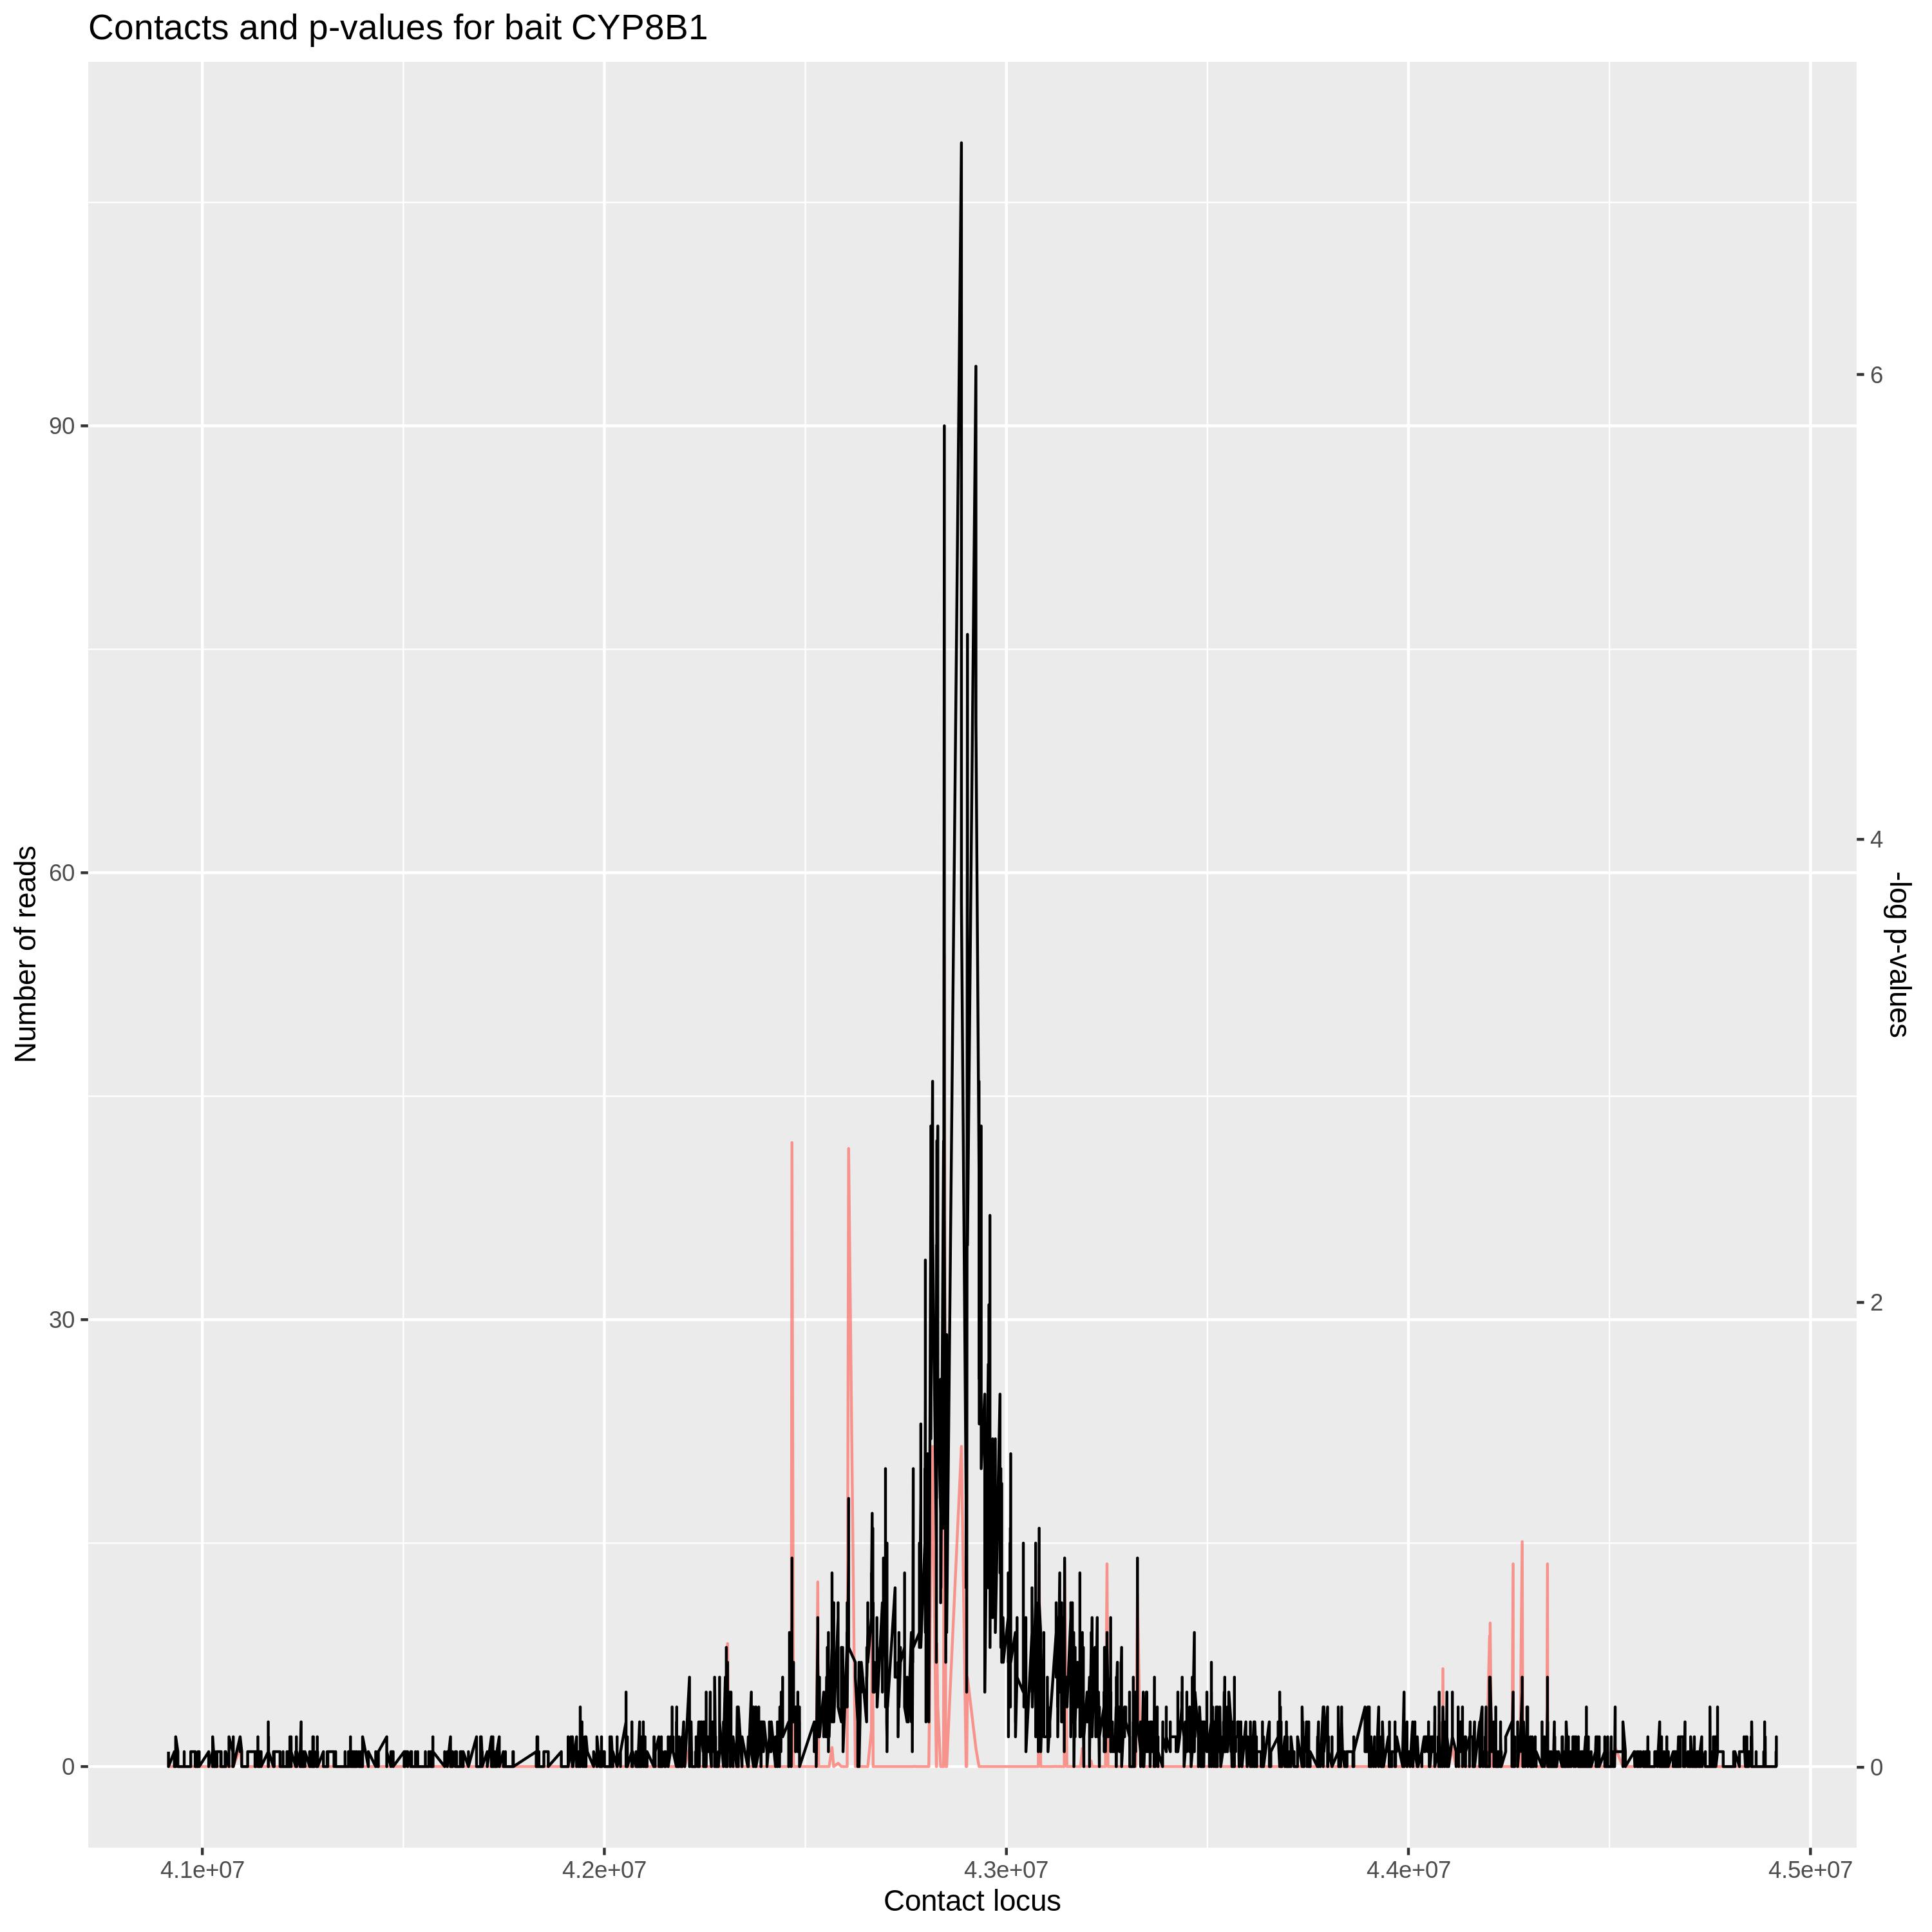 Contacts and p-values for bait CYP8B1
Number of reads
90
60
30
0
6
4
2
0
-log p-values
4.1e+07 4.2e+07 4.3e+07 4.4e+07 4.5e+07
Contact locus